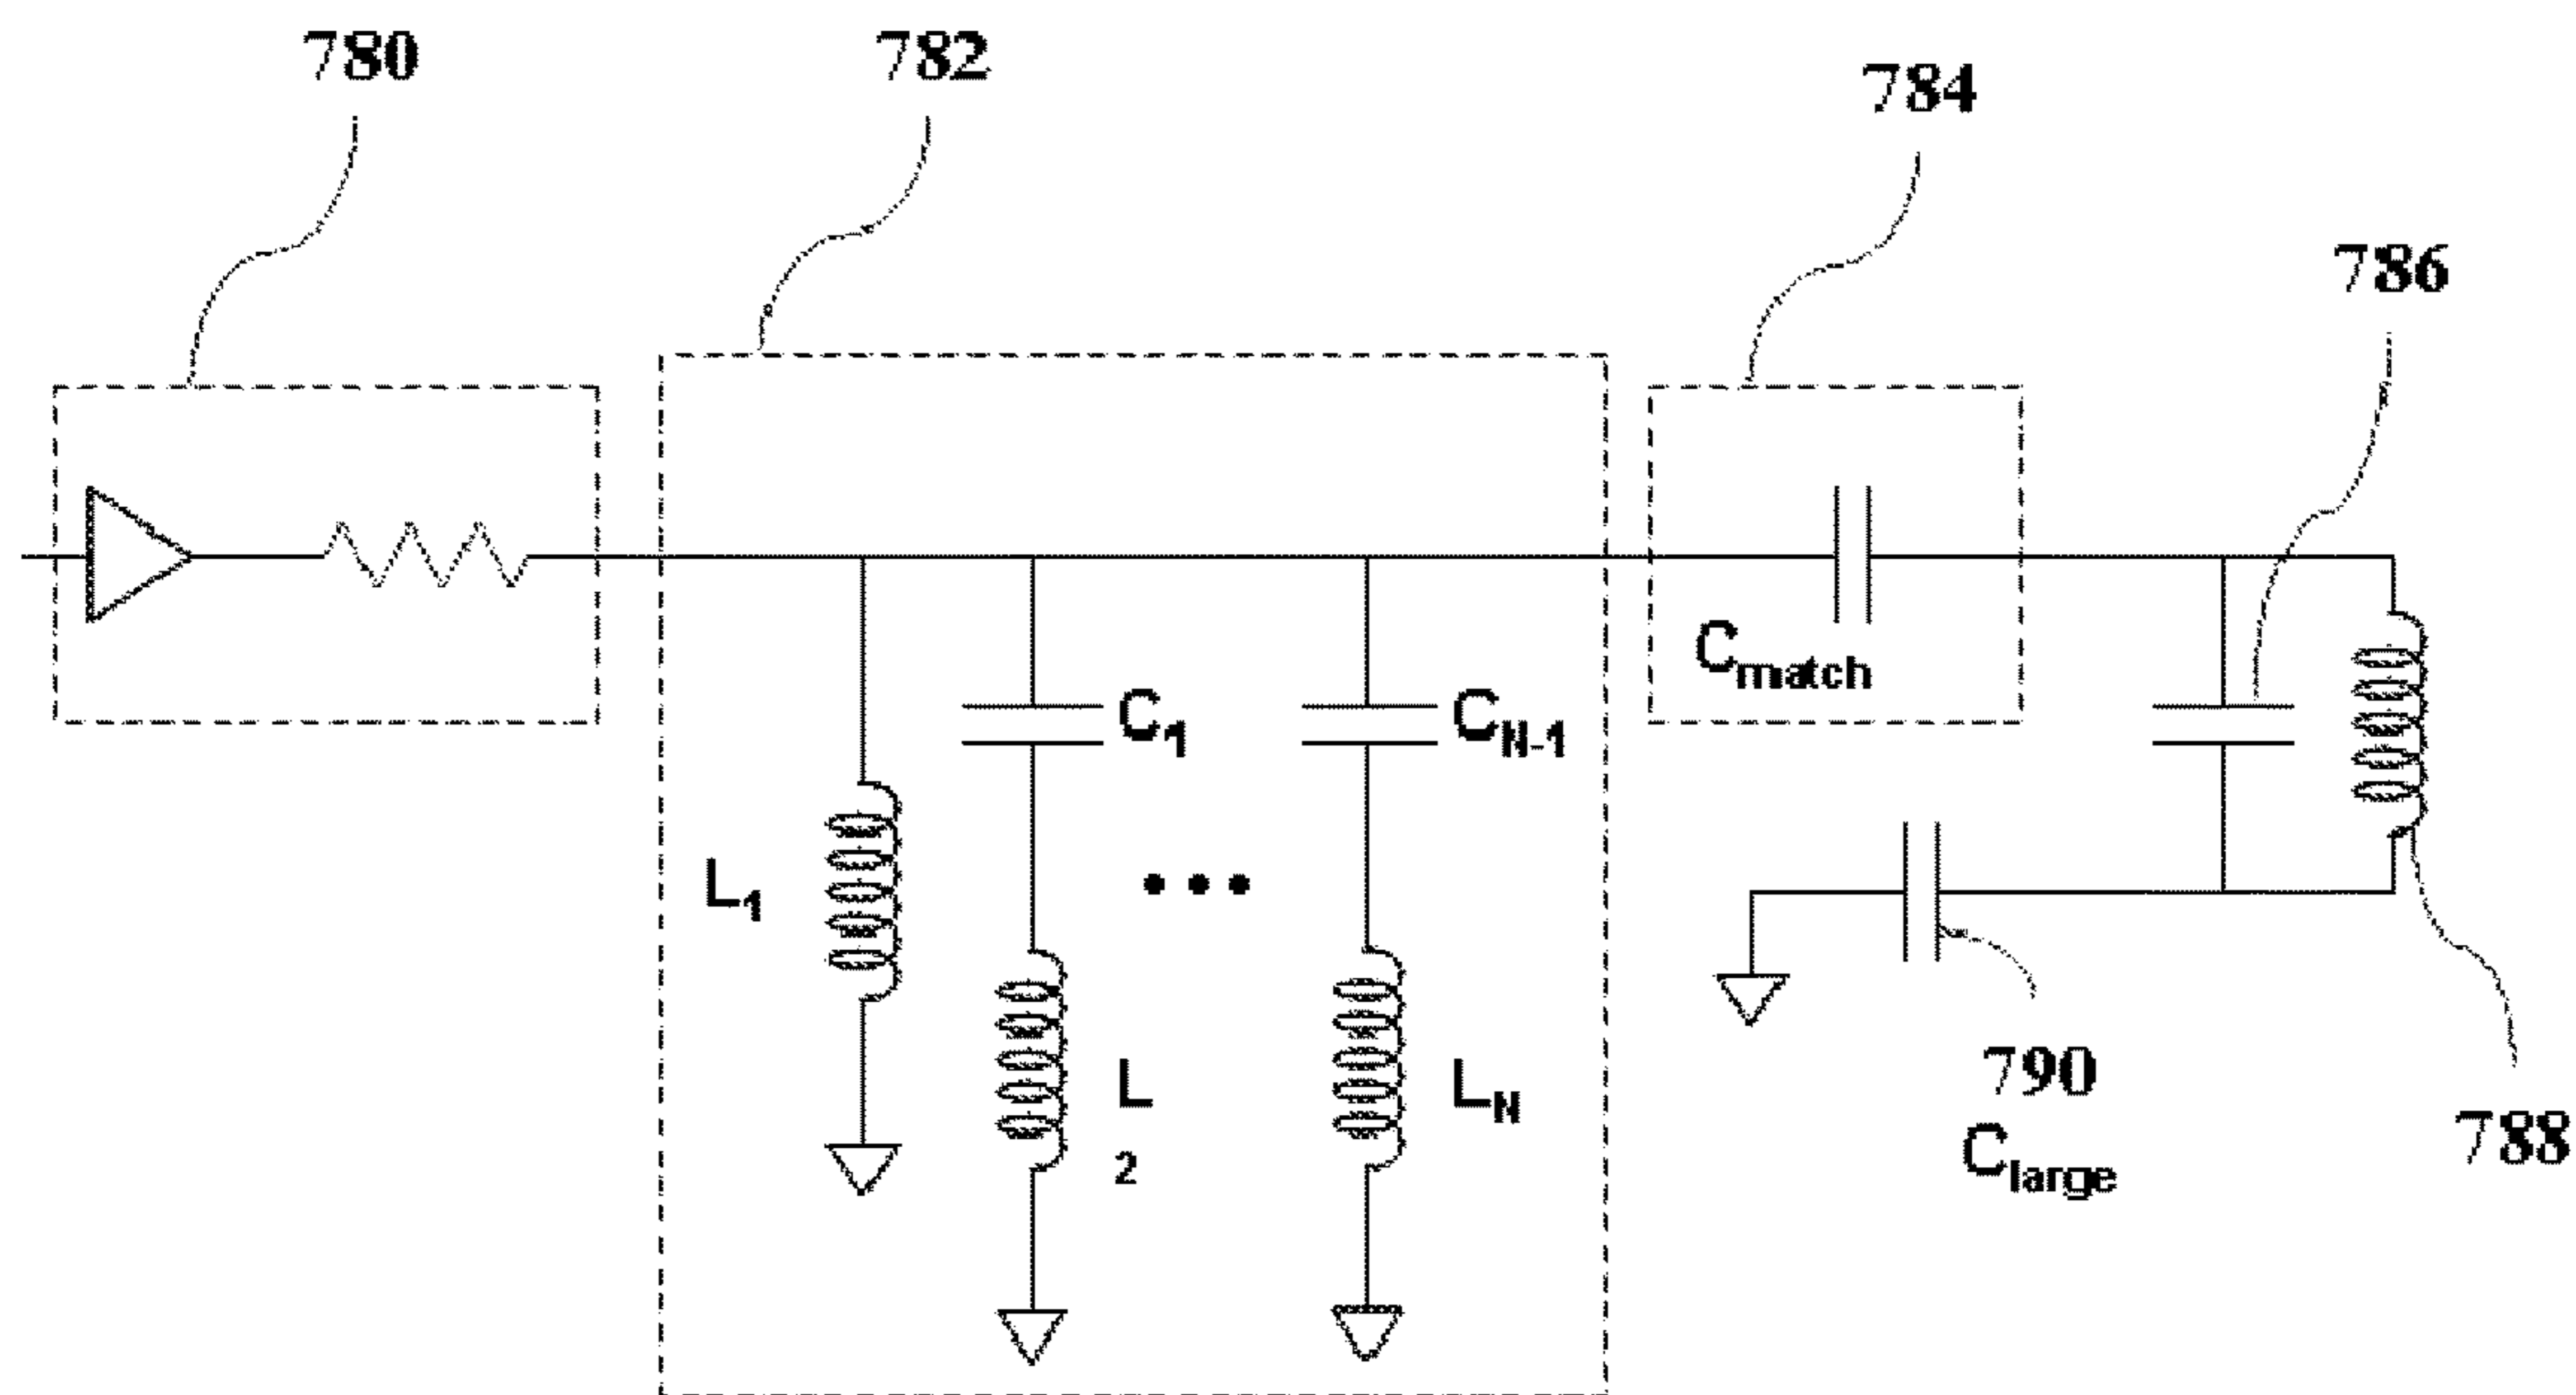 780
782
784
786
C1
CN-1
Cmatch
L1
• • •
L
2
LN
790
Clarge
788